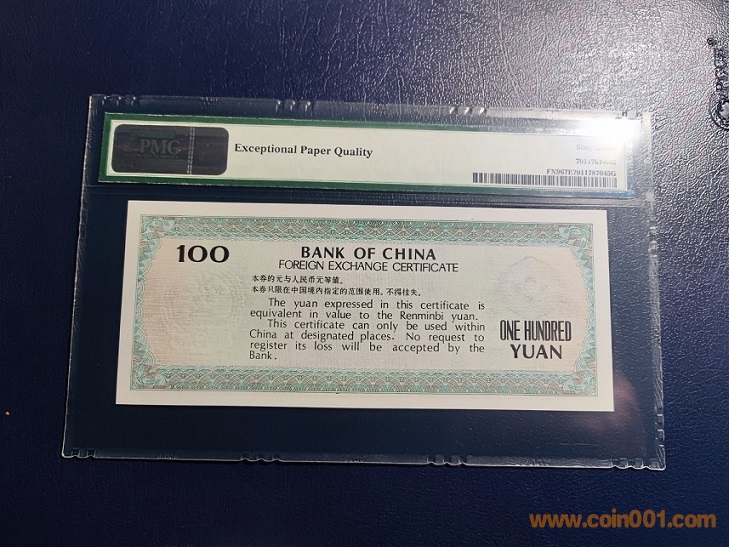 PMG
Exceptional Paper Quality
FX967E7011787045G
100
BANK OF CHINA
FOREIGN EXCHANGE CERTIFICATE
本券的元与人民币元等值。
本券只限在中国境内指定的范围使用，不得挂失。
The yuan expressed in this certificate is
equivalent in value to the Renminbi yuan.
This certificate can only be used within
China at designated places. No request to
register its loss will be accepted by the
Bank.
ONE HUNDRED
YUAN
www.coin001.com